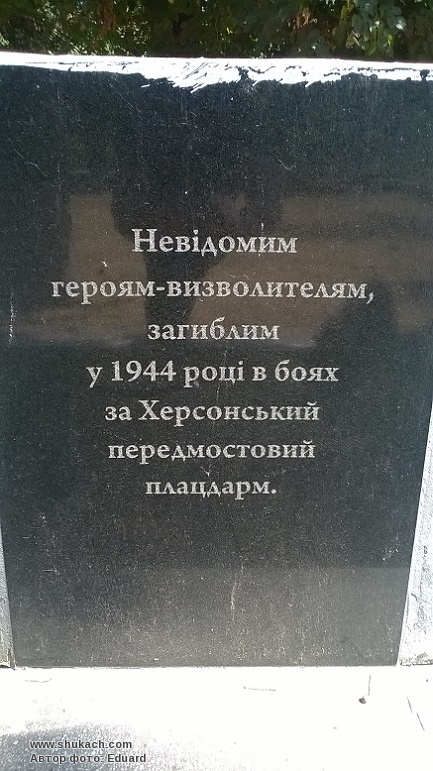 Невідомим
героям-визволителям,
загиблим
у 1944 році в боях
за Херсонський
передмостовий
плацдарм.
www.shukach.com
Автор фото: Eduard